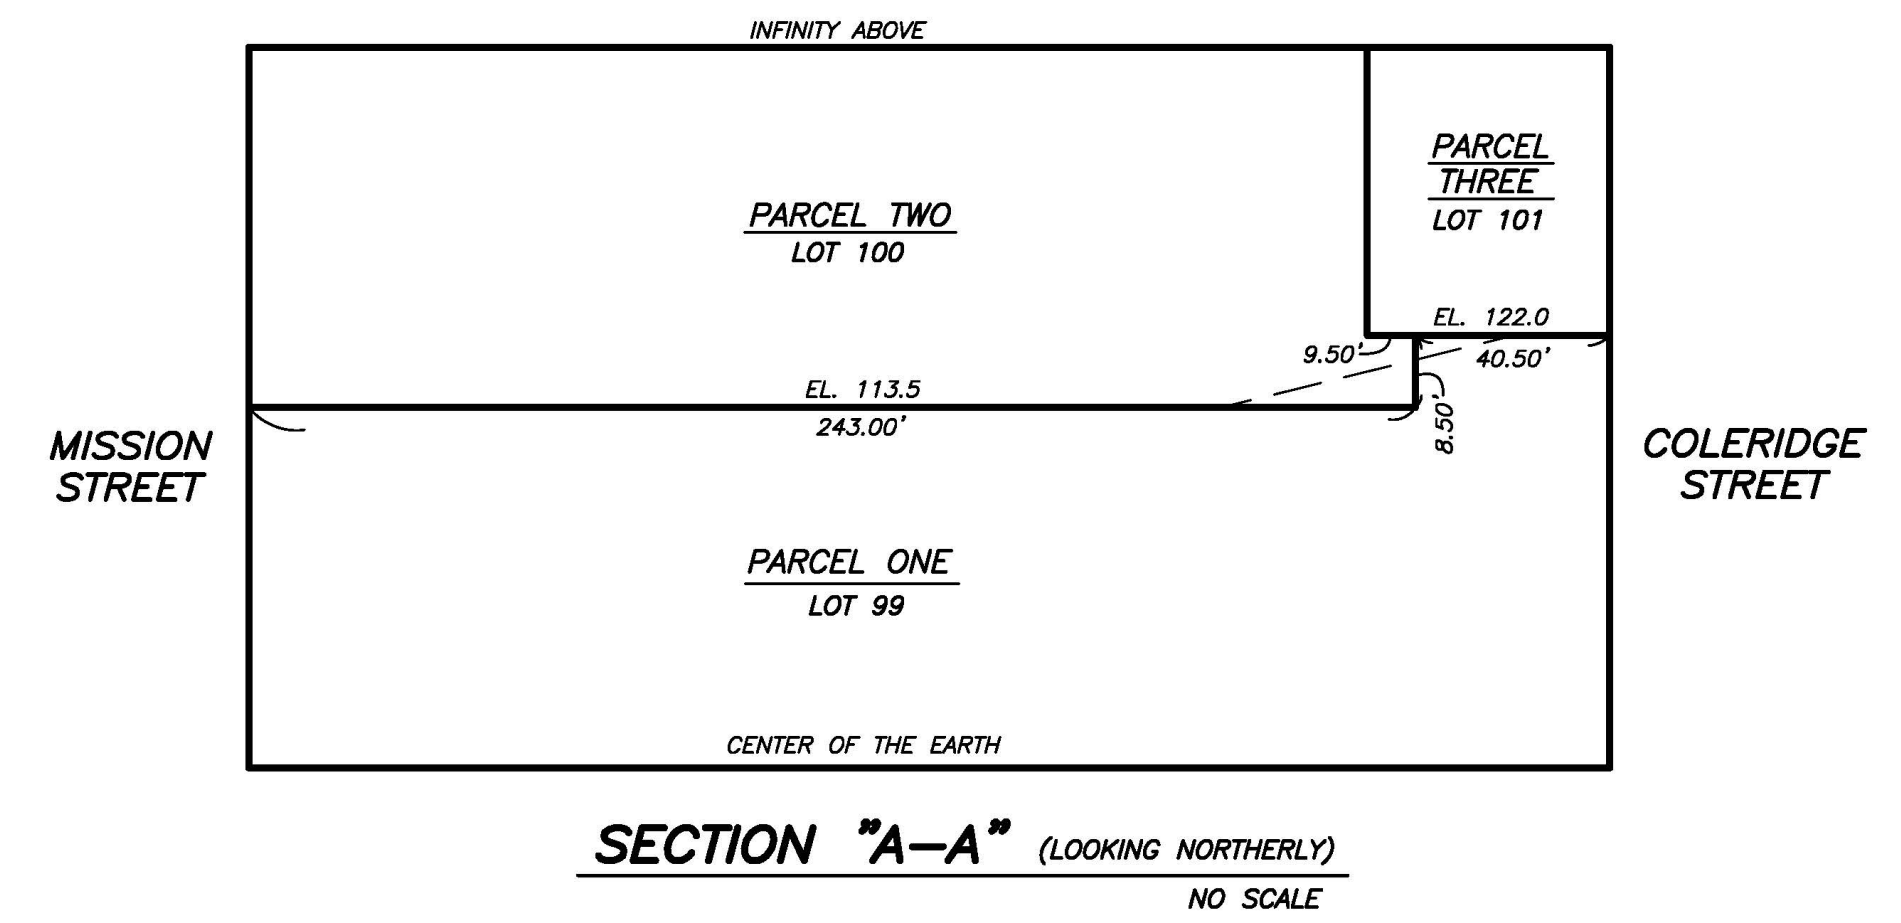 INFINITY ABOVE
PARCEL
THREE
LOT 101
PARCEL TWO
LOT 100
EL. 122.0
9.50'
40.50'
EL. 113.5
243.00'
8.50'
MISSION
STREET
COLERIDGE
STREET
PARCEL ONE
LOT 99
CENTER OF THE EARTH
SECTION "A-A" (LOOKING NORTHERLY)
NO SCALE